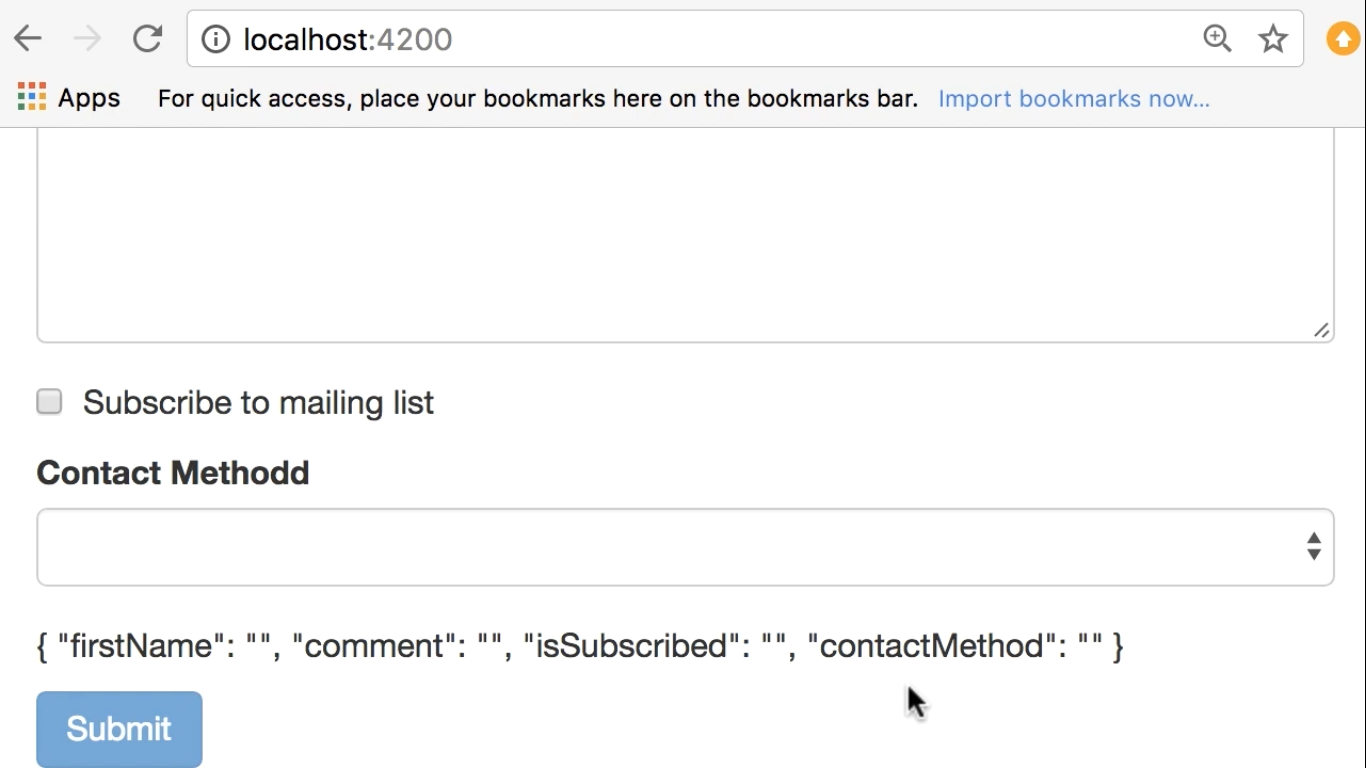 localhost:4200
Apps For quick access, place your bookmarks here on the bookmarks bar. Import bookmarks now...
Subscribe to mailing list
Contact Methodd
{ "firstName": "", "comment": "", "isSubscribed": "", "contactMethod": "" }
Submit